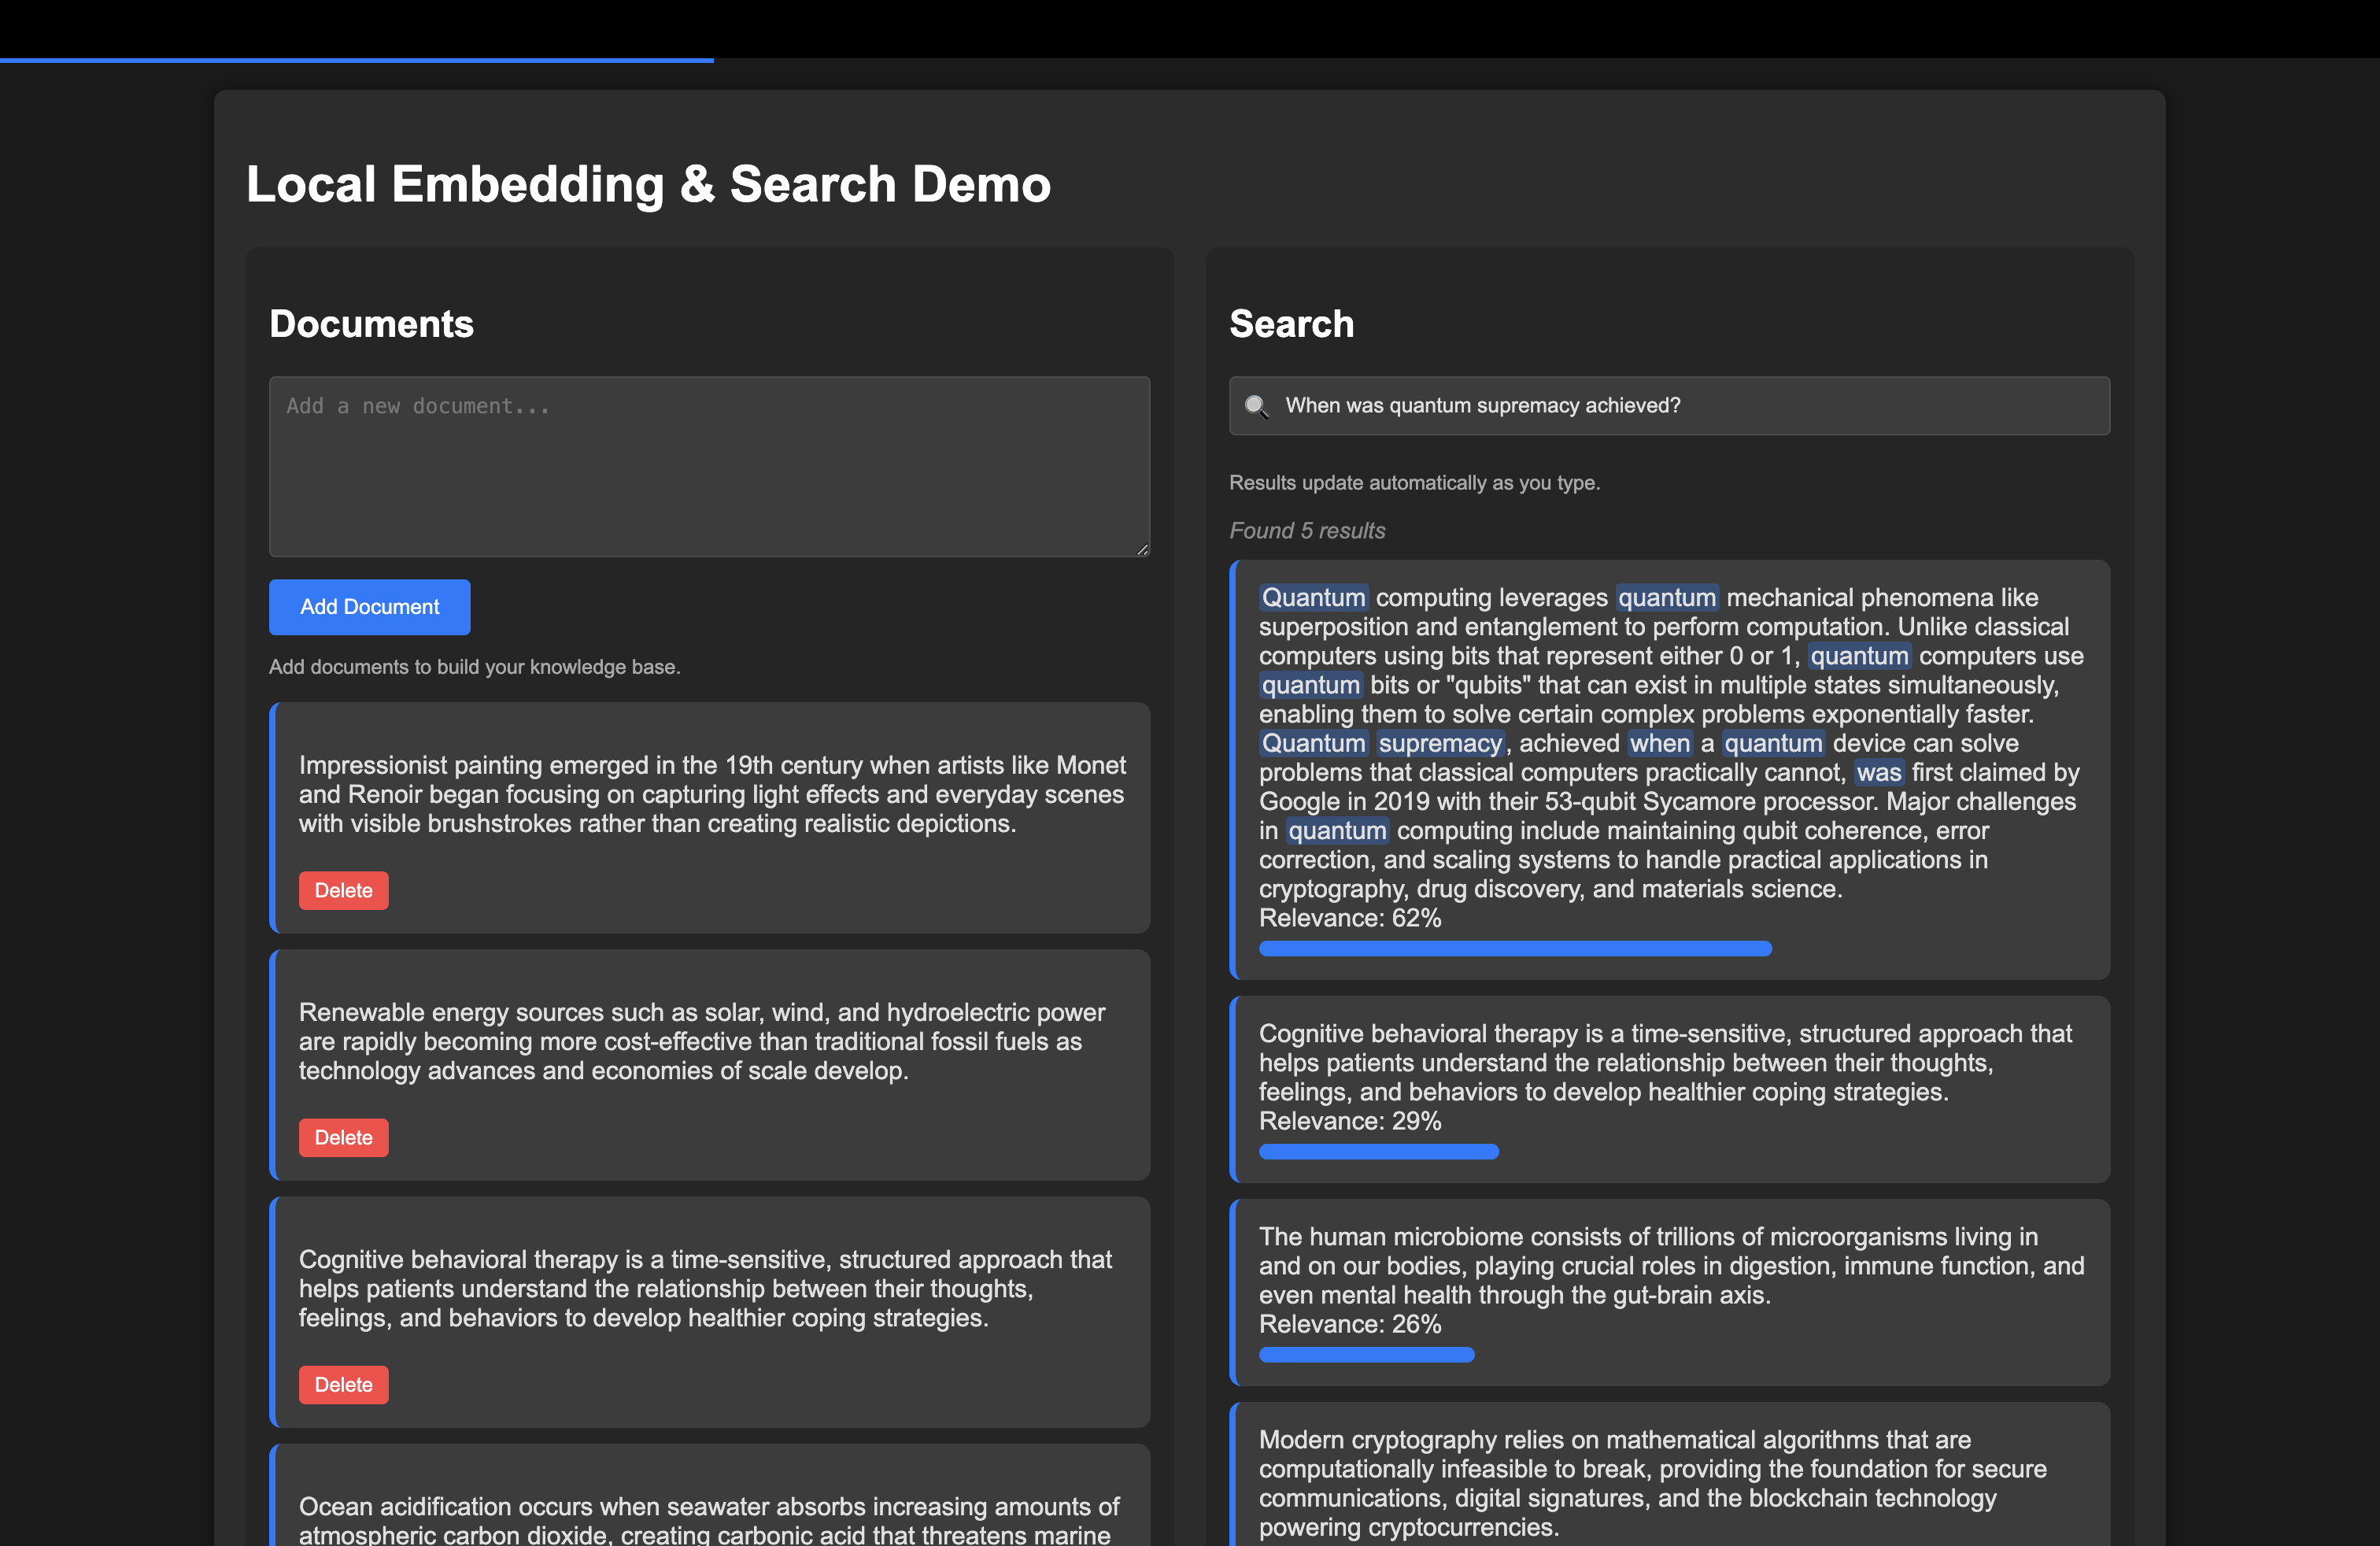 Local Embedding & Search Demo
Documents
Add a new document...
Add Document
Add documents to build your knowledge base.
Impressionist painting emerged in the 19th century when artists like Monet
and Renoir began focusing on capturing light effects and everyday scenes
with visible brushstrokes rather than creating realistic depictions.
Delete
Renewable energy sources such as solar, wind, and hydroelectric power
are rapidly becoming more cost-effective than traditional fossil fuels as
technology advances and economies of scale develop.
Delete
Cognitive behavioral therapy is a time-sensitive, structured approach that
helps patients understand the relationship between their thoughts,
feelings, and behaviors to develop healthier coping strategies.
Delete
Ocean acidification occurs when seawater absorbs increasing amounts of
atmospheric carbon dioxide, creating carbonic acid that threatens marine
Search
When was quantum supremacy achieved?
Results update automatically as you type.
Found 5 results
Quantum computing leverages quantum mechanical phenomena like
superposition and entanglement to perform computation. Unlike classical
computers using bits that represent either 0 or 1, quantum computers use
quantum bits or "qubits" that can exist in multiple states simultaneously,
enabling them to solve certain complex problems exponentially faster.
Quantum supremacy, achieved when a quantum device can solve
problems that classical computers practically cannot, was first claimed by
Google in 2019 with their 53-qubit Sycamore processor. Major challenges
in quantum computing include maintaining qubit coherence, error
correction, and scaling systems to handle practical applications in
cryptography, drug discovery, and materials science.
Relevance: 62%
Cognitive behavioral therapy is a time-sensitive, structured approach that
helps patients understand the relationship between their thoughts,
feelings, and behaviors to develop healthier coping strategies.
Relevance: 29%
The human microbiome consists of trillions of microorganisms living in
and on our bodies, playing crucial roles in digestion, immune function, and
even mental health through the gut-brain axis.
Relevance: 26%
Modern cryptography relies on mathematical algorithms that are
computationally infeasible to break, providing the foundation for secure
communications, digital signatures, and the blockchain technology
powering cryptocurrencies.